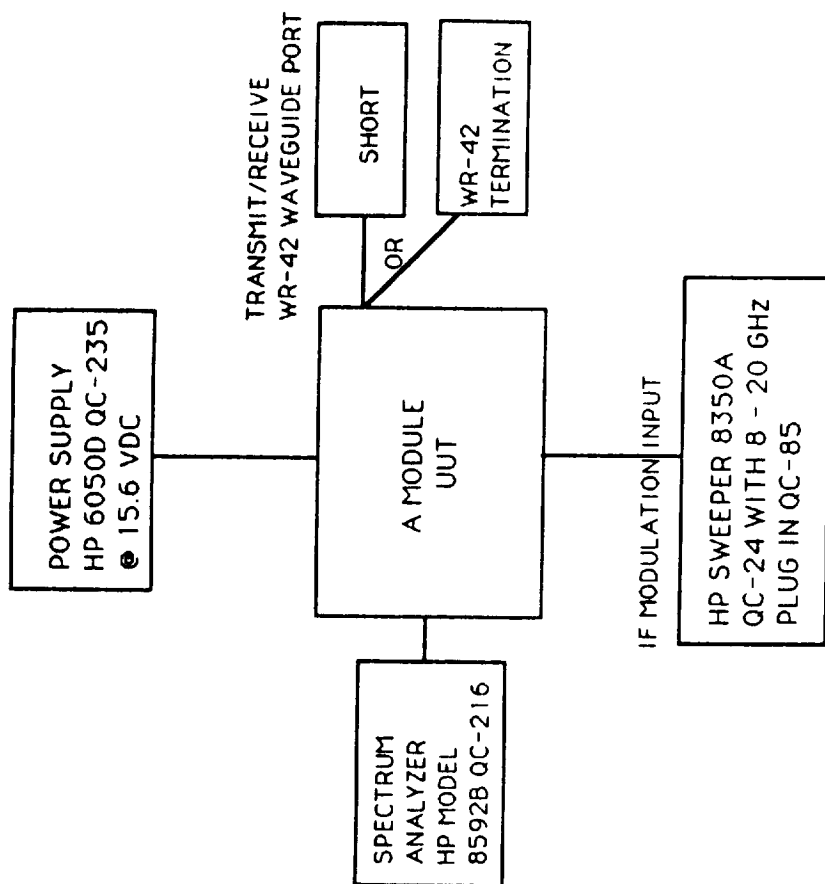 POWER SUPPLY
HP 6050D QC-235
@ 15.6 VDC
TRANSMIT/RECEIVE
WR-42 WAVEGUIDE PORT
SHORT
OR
WR-42
TERMINATION
A MODULE
UUT
SPECTRUM
ANALYZER
HP MODEL
8592B QC-216
IF MODULATION INPUT
HP SWEEPER 8350A
QC-24 WITH 8 - 20 GHz
PLUG IN QC-85